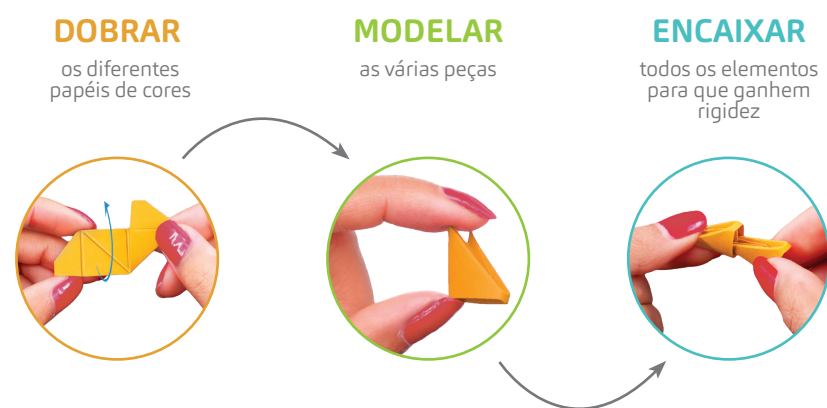 DOBRAR
os diferentes
papéis de cores
MODELAR
as várias peças
ENCAIXAR
todos os elementos
para que ganhem
rigidez